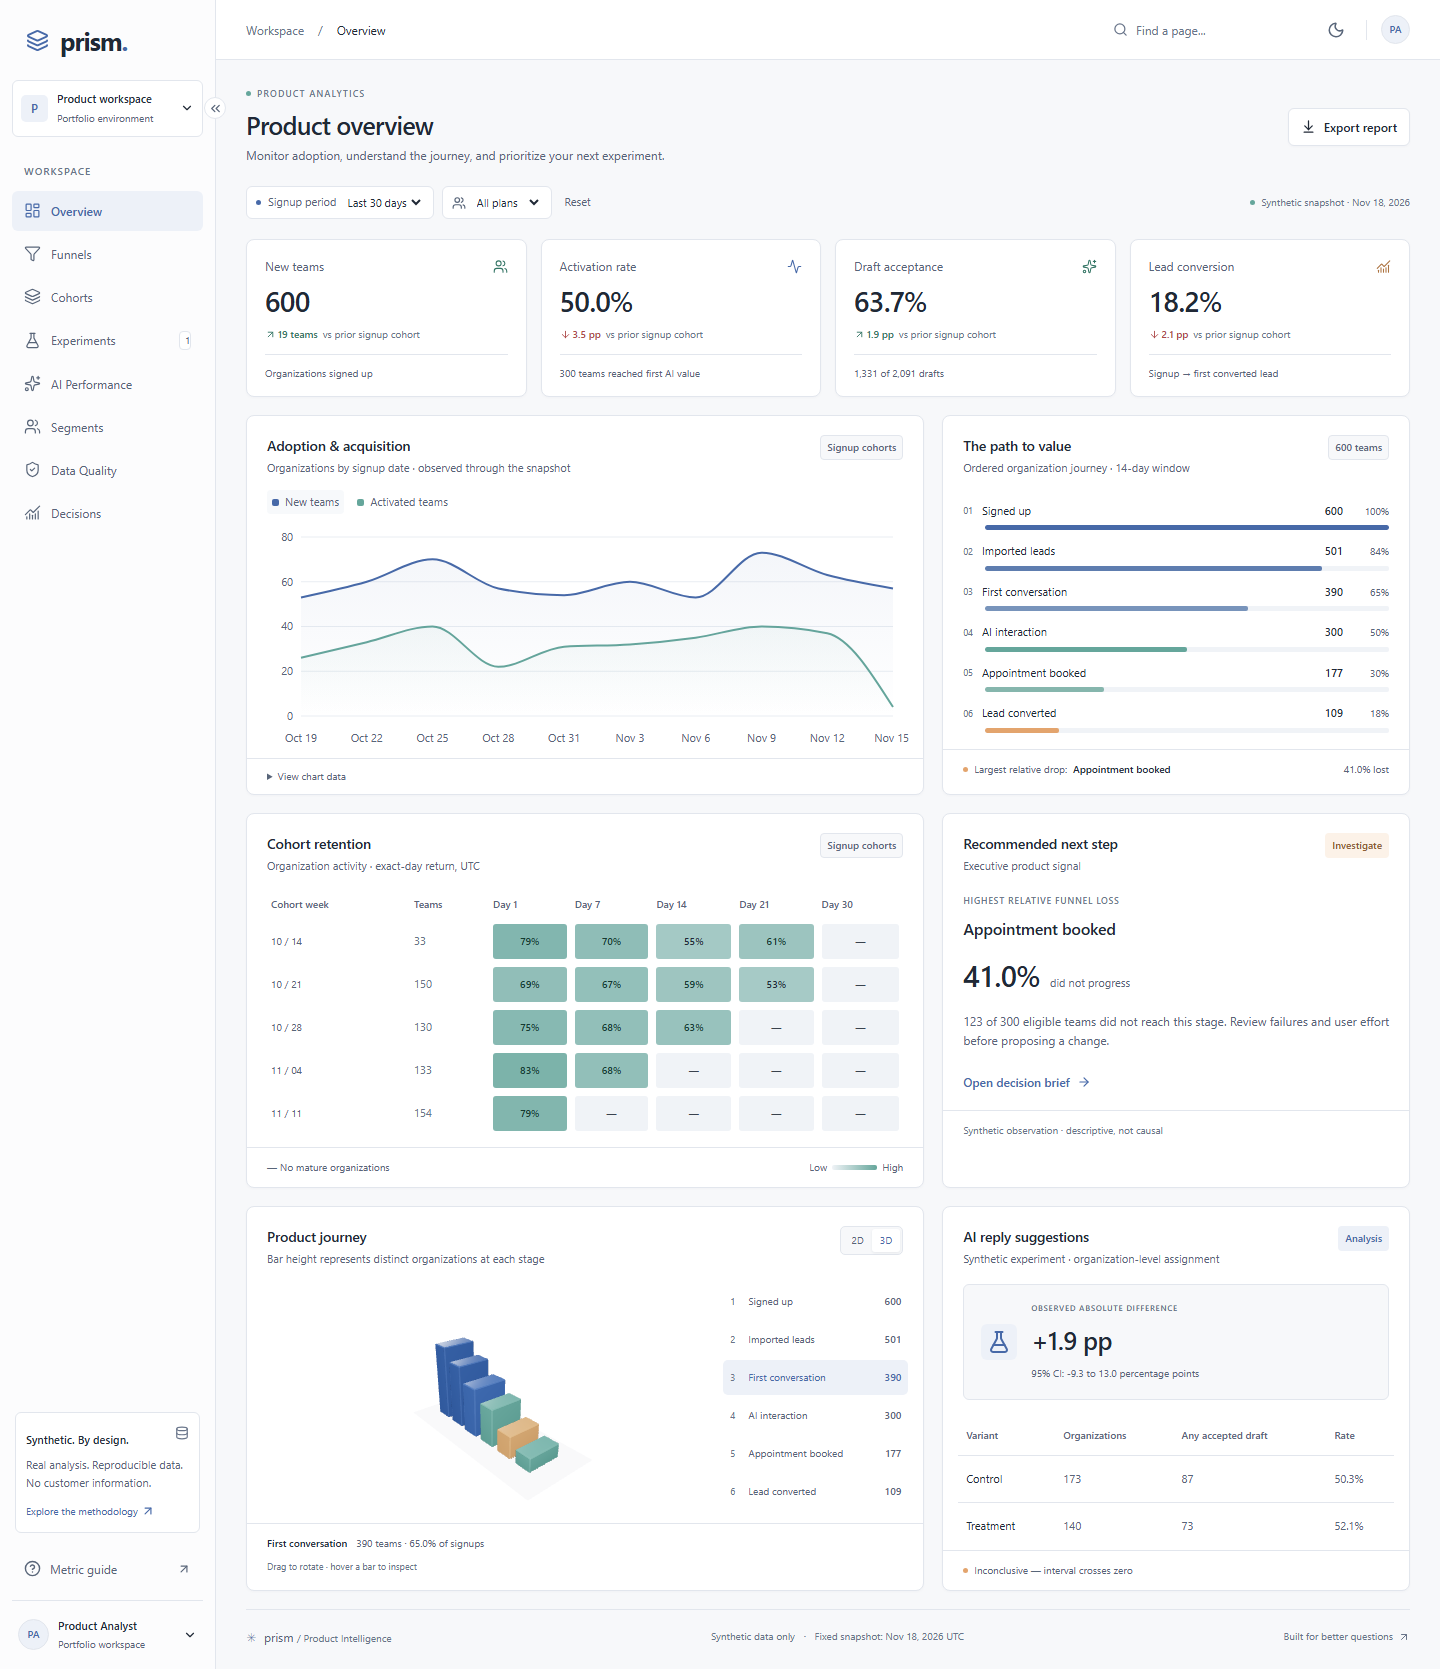 prism.
P
Product workspace
Portfolio environment
WORKSPACE
Overview
Funnels
Cohorts
Experiments 1
AI Performance
Segments
Data Quality
Decisions
Synthetic. By design.
Real analysis. Reproducible data.
No customer information.
Explore the methodology
Metric guide
PA
Product Analyst
Portfolio workspace
Workspace / Overview
Find a page...
PA
PRODUCT ANALYTICS
Product overview
Monitor adoption, understand the journey, and prioritize your next experiment.
Export report
Signup period Last 30 days
All plans
Reset
Synthetic snapshot · Nov 18, 2026
New teams
600
19 teams vs prior signup cohort
Organizations signed up
Activation rate
50.0%
↓ 3.5 pp vs prior signup cohort
300 teams reached first AI value
Draft acceptance
63.7%
1.9 pp vs prior signup cohort
1,331 of 2,091 drafts
Lead conversion
18.2%
↓ 2.1 pp vs prior signup cohort
Signup → first converted lead
Adoption & acquisition
Signup cohorts
Organizations by signup date · observed through the snapshot
New teams
Activated teams
80
60
40
20
0
Oct 19 Oct 22 Oct 25 Oct 28 Oct 31 Nov 3 Nov 6 Nov 9 Nov 12 Nov 15
View chart data
The path to value
600 teams
Ordered organization journey · 14-day window
01 Signed up 600 100%
02 Imported leads 501 84%
03 First conversation 390 65%
04 AI interaction 300 50%
05 Appointment booked 177 30%
06 Lead converted 109 18%
Largest relative drop: Appointment booked 41.0% lost
Cohort retention
Signup cohorts
Organization activity · exact-day return, UTC
Cohort week Teams Day 1 Day 7 Day 14 Day 21 Day 30
10 / 14 33 79% 70% 55% 61% —
10 / 21 150 69% 67% 59% 53% —
10 / 28 130 75% 68% 63% — —
11 / 04 133 83% 68% — — —
11 / 11 154 79% — — — —
— No mature organizations
Low High
Recommended next step
Investigate
Executive product signal
HIGHEST RELATIVE FUNNEL LOSS
Appointment booked
41.0% did not progress
123 of 300 eligible teams did not reach this stage. Review failures and user effort
before proposing a change.
Open decision brief →
Synthetic observation · descriptive, not causal
Product journey
2D 3D
Bar height represents distinct organizations at each stage
1 Signed up 600
2 Imported leads 501
3 First conversation 390
4 AI interaction 300
5 Appointment booked 177
6 Lead converted 109
First conversation 390 teams · 65.0% of signups
Drag to rotate · hover a bar to inspect
AI reply suggestions
Analysis
Synthetic experiment · organization-level assignment
OBSERVED ABSOLUTE DIFFERENCE
+1.9 pp
95% CI: -9.3 to 13.0 percentage points
Variant Organizations Any accepted draft Rate
Control 173 87 50.3%
Treatment 140 73 52.1%
Inconclusive — interval crosses zero
prism / Product Intelligence
Synthetic data only · Fixed snapshot: Nov 18, 2026 UTC
Built for better questions